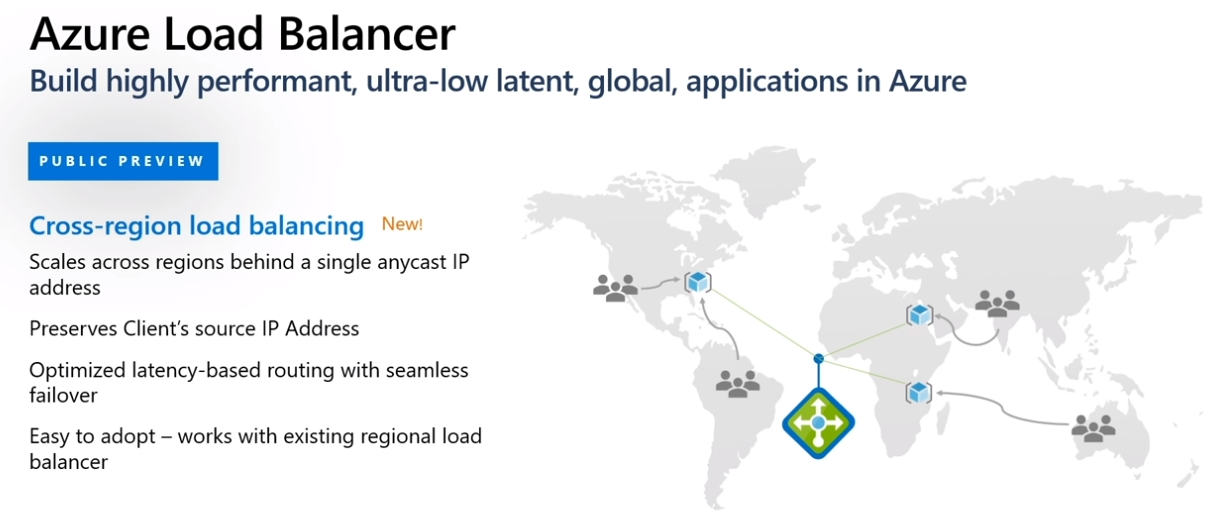 Azure Load Balancer
Build highly performant, ultra-low latent, global, applications in Azure
PUBLIC PREVIEW
Cross-region load balancing New!
Scales across regions behind a single anycast IP
address
Preserves Client's source IP Address
Optimized latency-based routing with seamless
failover
Easy to adopt – works with existing regional load
balancer